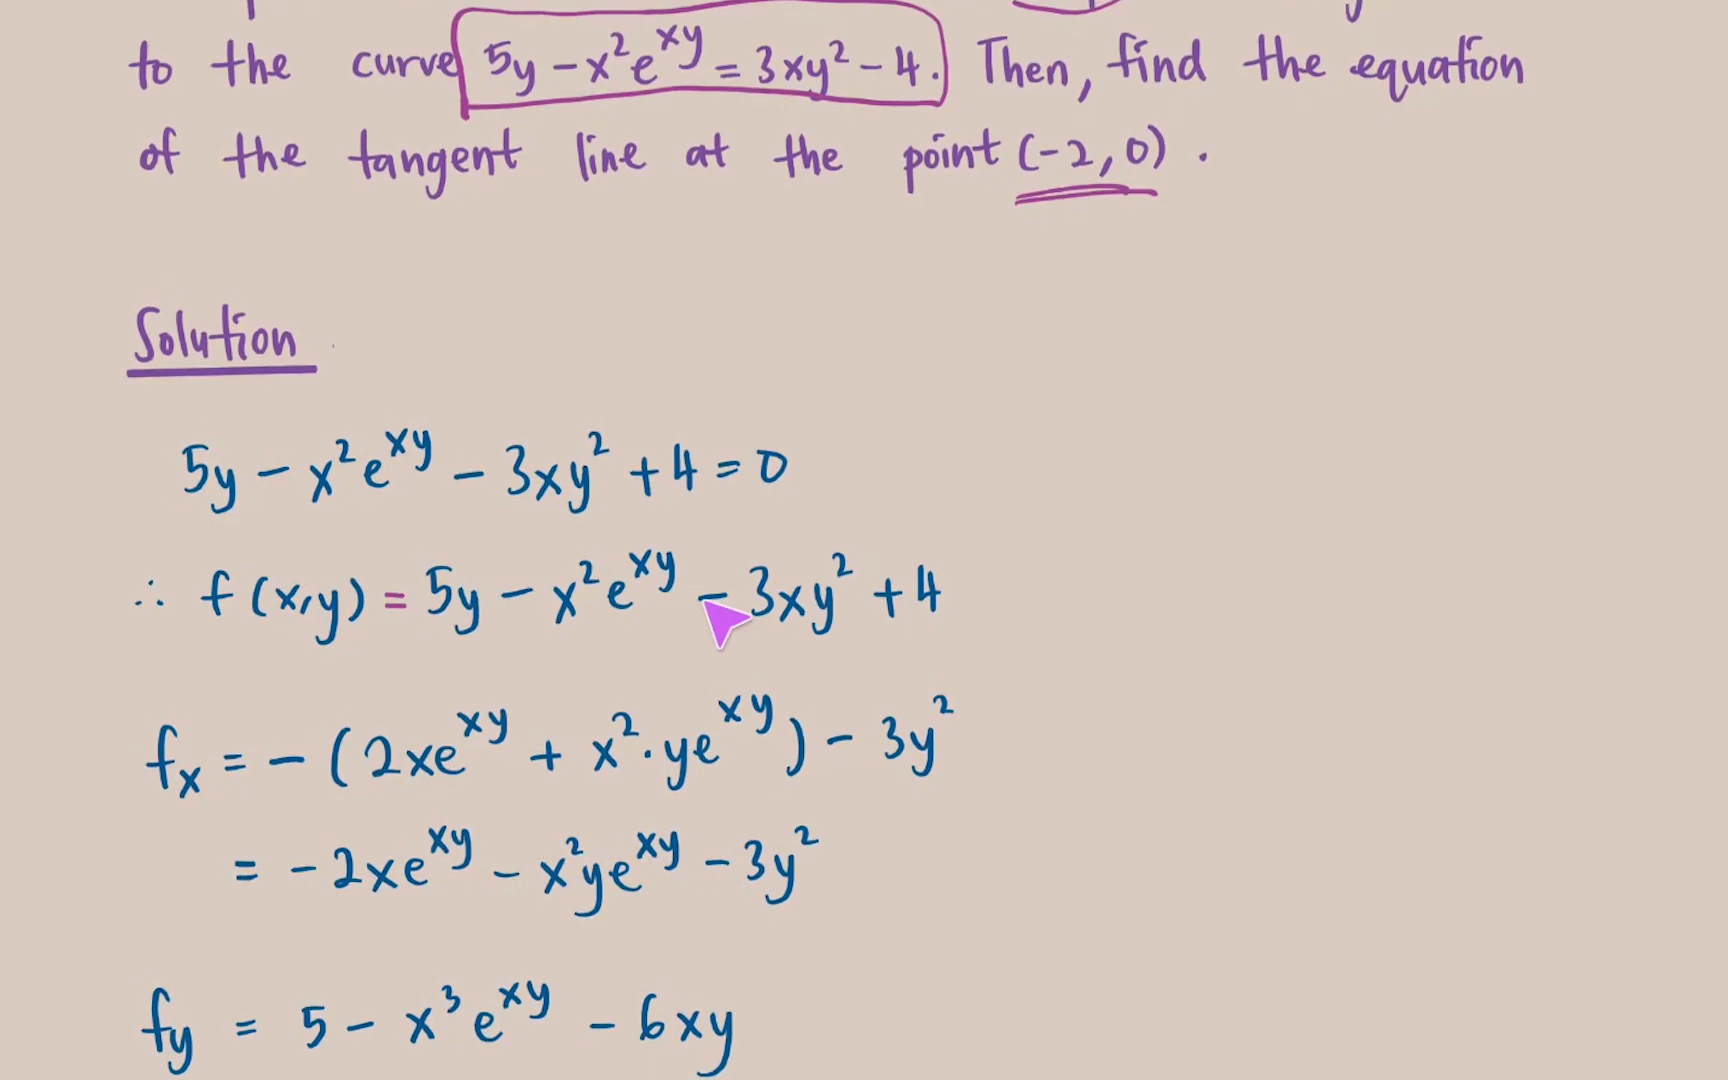 to the curve 5y - x²e^xy = 3xy² - 4. Then, find the equation
of the tangent line at the point (-2, 0).
Solution
5y - x²e^xy - 3xy² + 4 = 0
∴ f(x,y) = 5y - x²e^xy - 3xy² + 4
fx = - (2xe^xy + x²·ye^xy) - 3y²
= - 2xe^xy - x²ye^xy - 3y²
fy = 5 - x³e^xy - 6xy